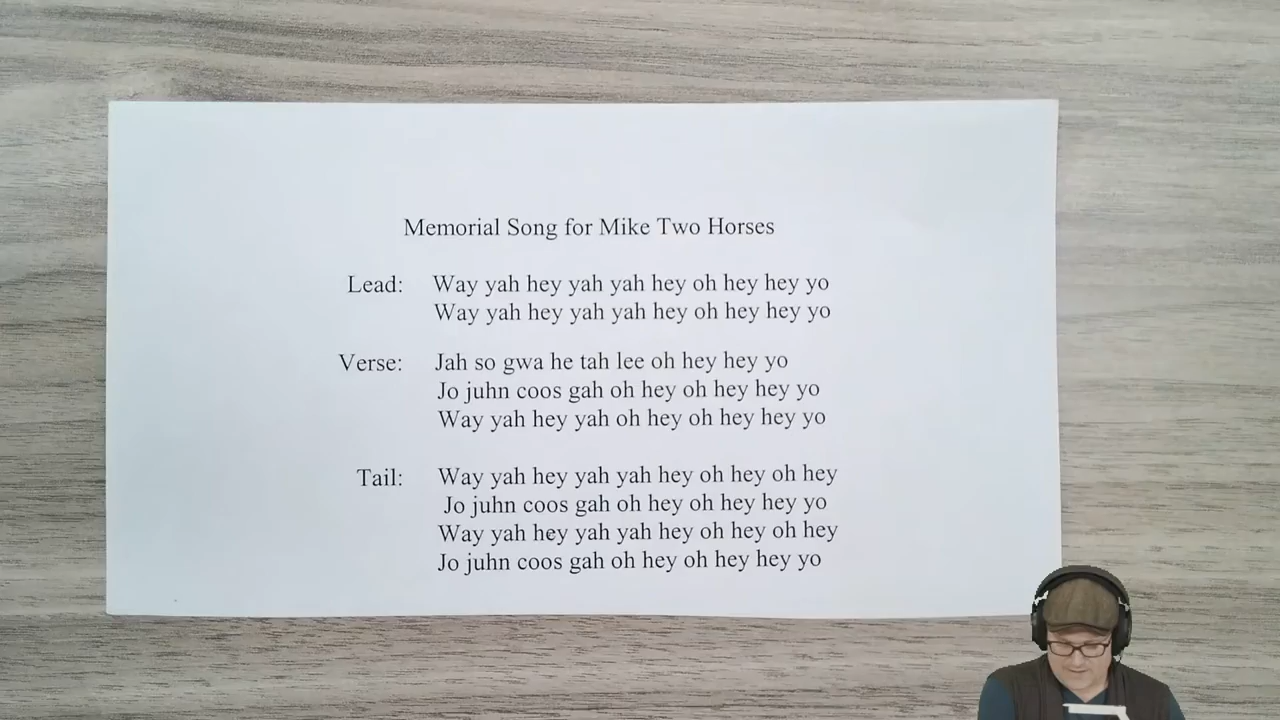 Memorial Song for Mike Two Horses
Lead: Way yah hey yah yah hey oh hey hey yo
Way yah hey yah yah hey oh hey hey yo
Verse: Jah so gwa he tah lee oh hey hey yo
Jo juhn coos gah oh hey oh hey hey yo
Way yah hey yah oh hey oh hey hey yo
Tail: Way yah hey yah yah hey oh hey oh hey
Jo juhn coos gah oh hey oh hey hey yo
Way yah hey yah yah hey oh hey oh hey
Jo juhn coos gah oh hey oh hey hey yo